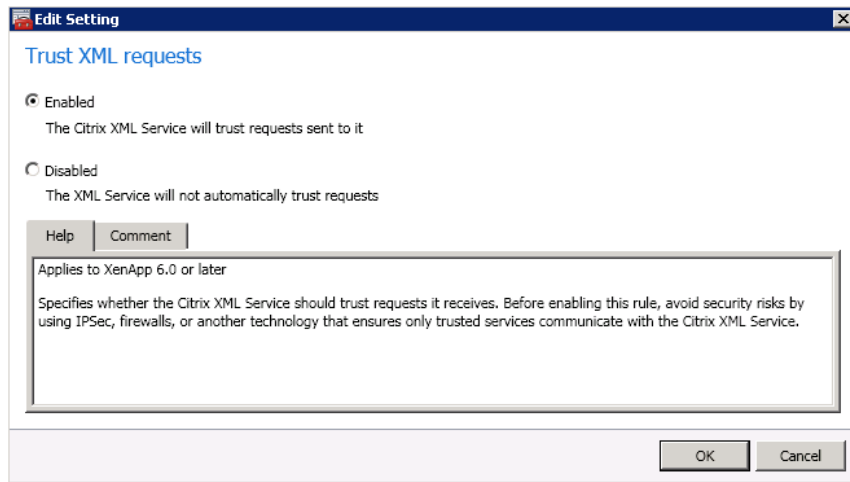 Edit Setting
Trust XML requests
Enabled
The Citrix XML Service will trust requests sent to it
Disabled
The XML Service will not automatically trust requests
Help Comment
Applies to XenApp 6.0 or later
Specifies whether the Citrix XML Service should trust requests it receives. Before enabling this rule, avoid security risks by
using IPSec, firewalls, or another technology that ensures only trusted services communicate with the Citrix XML Service.
OK Cancel